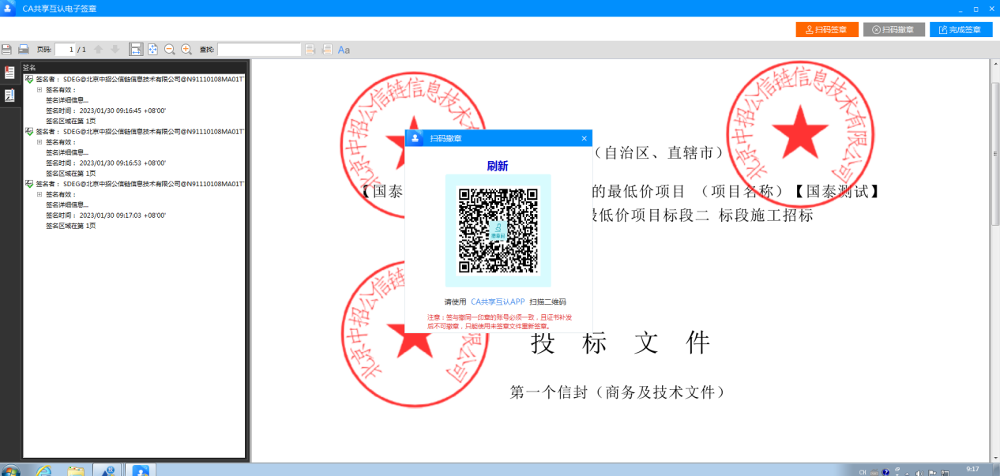 CA共享互认电子签章
扫码签章 扫码撤章 完成签章
页码: 1 / 1 查找: Aa
签名
签名者： SDEG@北京中招公信链信息技术有限公司@N91110108MA01T
签名有效：
签名详细信息...
签名时间： 2023/01/30 09:16:45 +08'00'
签名区域在第 1页
签名者： SDEG@北京中招公信链信息技术有限公司@N91110108MA01T
签名有效：
签名详细信息...
签名时间： 2023/01/30 09:16:53 +08'00'
签名区域在第 1页
签名者： SDEG@北京中招公信链信息技术有限公司@N91110108MA01T
签名有效：
签名详细信息...
签名时间： 2023/01/30 09:17:03 +08'00'
签名区域在第 1页
北京中招公信链信息技术有
北京中招公信链信息技术有限公司
（自治区、直辖市）
【国泰
的最低价项目 （项目名称）【国泰测试】
最低价项目标段二 标段施工招标
扫码撤章
刷新
撤章码
请使用 CA共享互认APP 扫描二维码
注意：签与撤同一印章的账号必须一致，且证书补发
后不可撤章，只能使用未签章文件重新签章。
北京中招公信链信 限公司
投 标 文 件
第一个信封（商务及技术文件）
CH
9:17